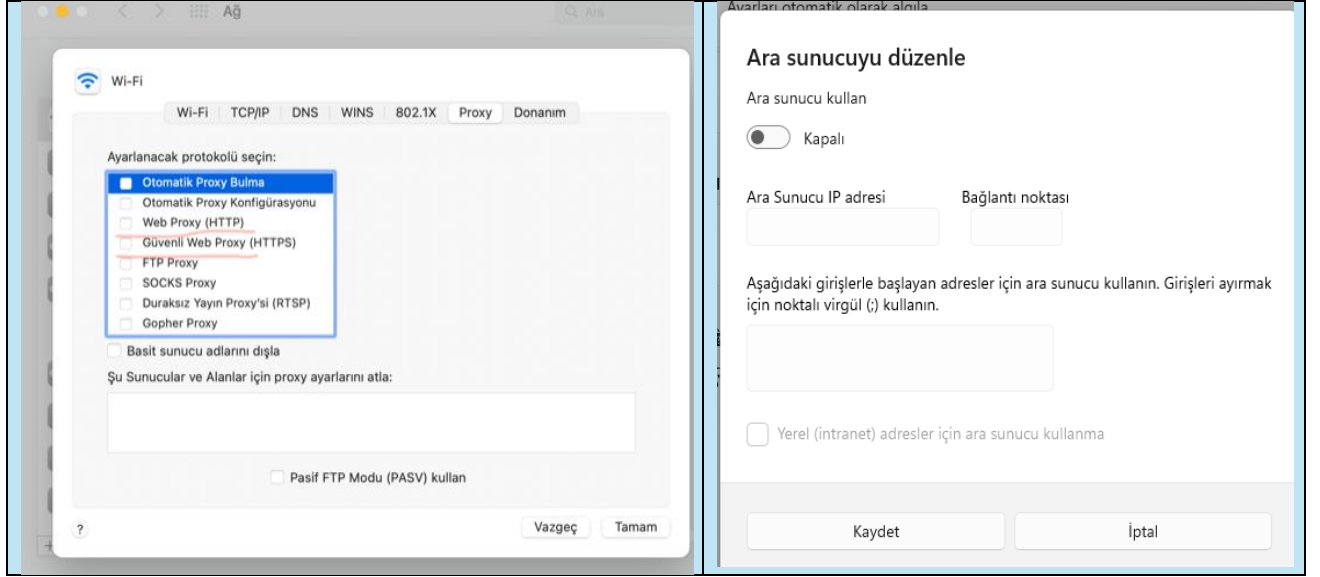 Ağ
Ara
Wi-Fi
Wi-Fi TCP/IP DNS WINS 802.1X Proxy Donanım
Ayarlanacak protokolü seçin:
Otomatik Proxy Bulma
Otomatik Proxy Konfigürasyonu
Web Proxy (HTTP)
Güvenli Web Proxy (HTTPS)
FTP Proxy
SOCKS Proxy
Duraksız Yayın Proxy'si (RTSP)
Gopher Proxy
Basit sunucu adlarını dışla
Şu Sunucular ve Alanlar için proxy ayarlarını atla:
Pasif FTP Modu (PASV) kullan
?
Vazgeç Tamam
Ayarları otomatik olarak algıla
Ara sunucuyu düzenle
Ara sunucu kullan
Kapalı
Ara Sunucu IP adresi Bağlantı noktası
Aşağıdaki girişlerle başlayan adresler için ara sunucu kullanın. Girişleri ayırmak
için noktalı virgül (;) kullanın.
Yerel (intranet) adresler için ara sunucu kullanma
Kaydet İptal